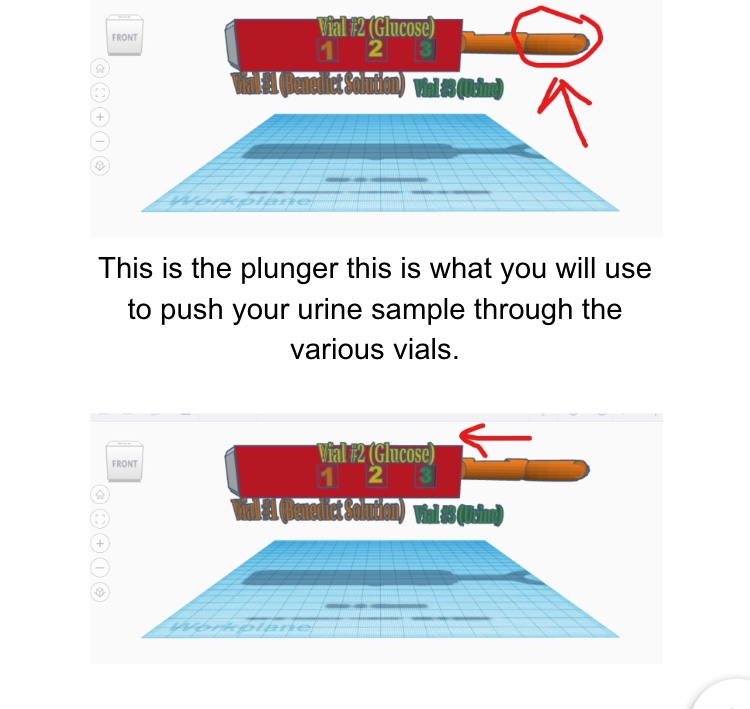 FRONT
Vial #2 (Glucose)
1 2 3
Vial #1 (Benedict Solution) Vial #3 (Urine)
Workplane
This is the plunger this is what you will use
to push your urine sample through the
various vials.
FRONT
Vial #2 (Glucose)
1 2 3
Vial #1 (Benedict Solution) Vial #3 (Urine)
Workplane